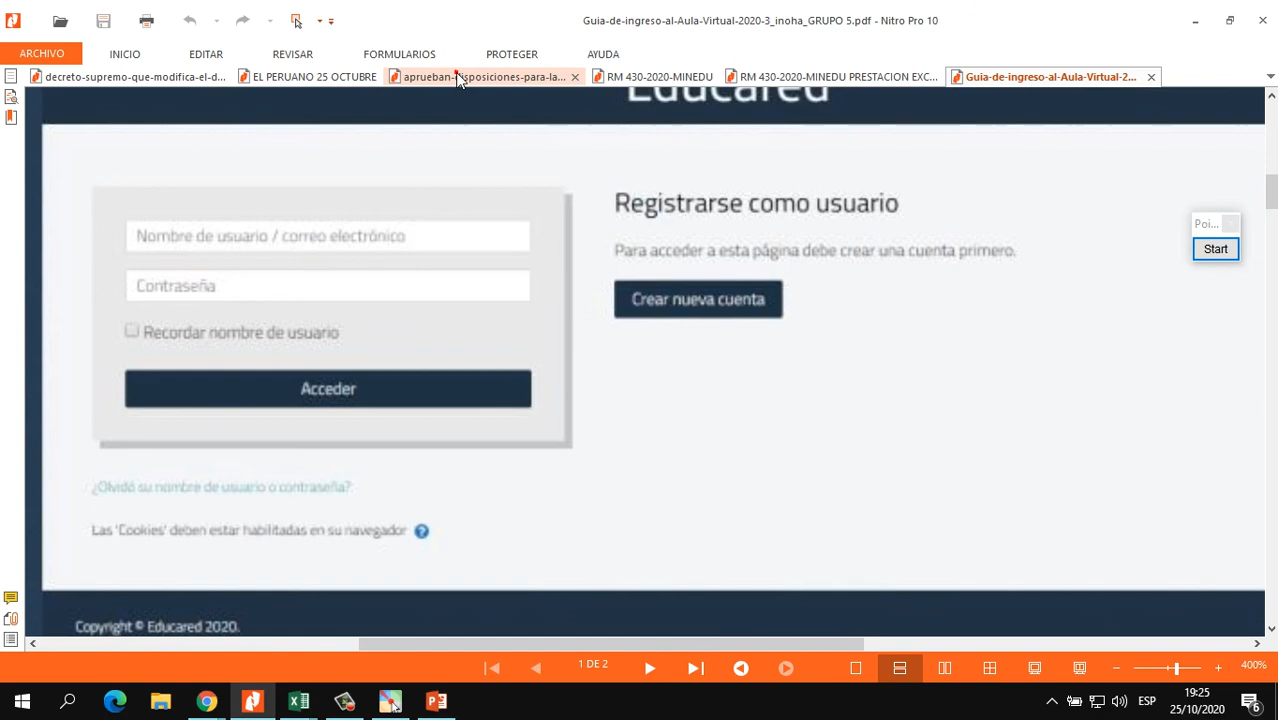 Guia-de-ingreso-al-Aula-Virtual-2020-3_inoha_GRUPO 5.pdf - Nitro Pro 10
ARCHIVO INICIO EDITAR REVISAR FORMULARIOS PROTEGER AYUDA
decreto-supremo-que-modifica-el-d... EL PERUANO 25 OCTUBRE aprueban-disposiciones-para-la... RM 430-2020-MINEDU RM 430-2020-MINEDU PRESTACION EXC... Guia-de-ingreso-al-Aula-Virtual-2...
Educared
Registrarse como usuario
Nombre de usuario / correo electrónico
Para acceder a esta página debe crear una cuenta primero.
Contraseña
Crear nueva cuenta
Recordar nombre de usuario
Acceder
¿Olvidó su nombre de usuario o contraseña?
Las 'Cookies' deben estar habilitadas en su navegador
Copyright © Educared 2020.
Poi...
Start
1 DE 2
400%
ESP
19:25
25/10/2020
6